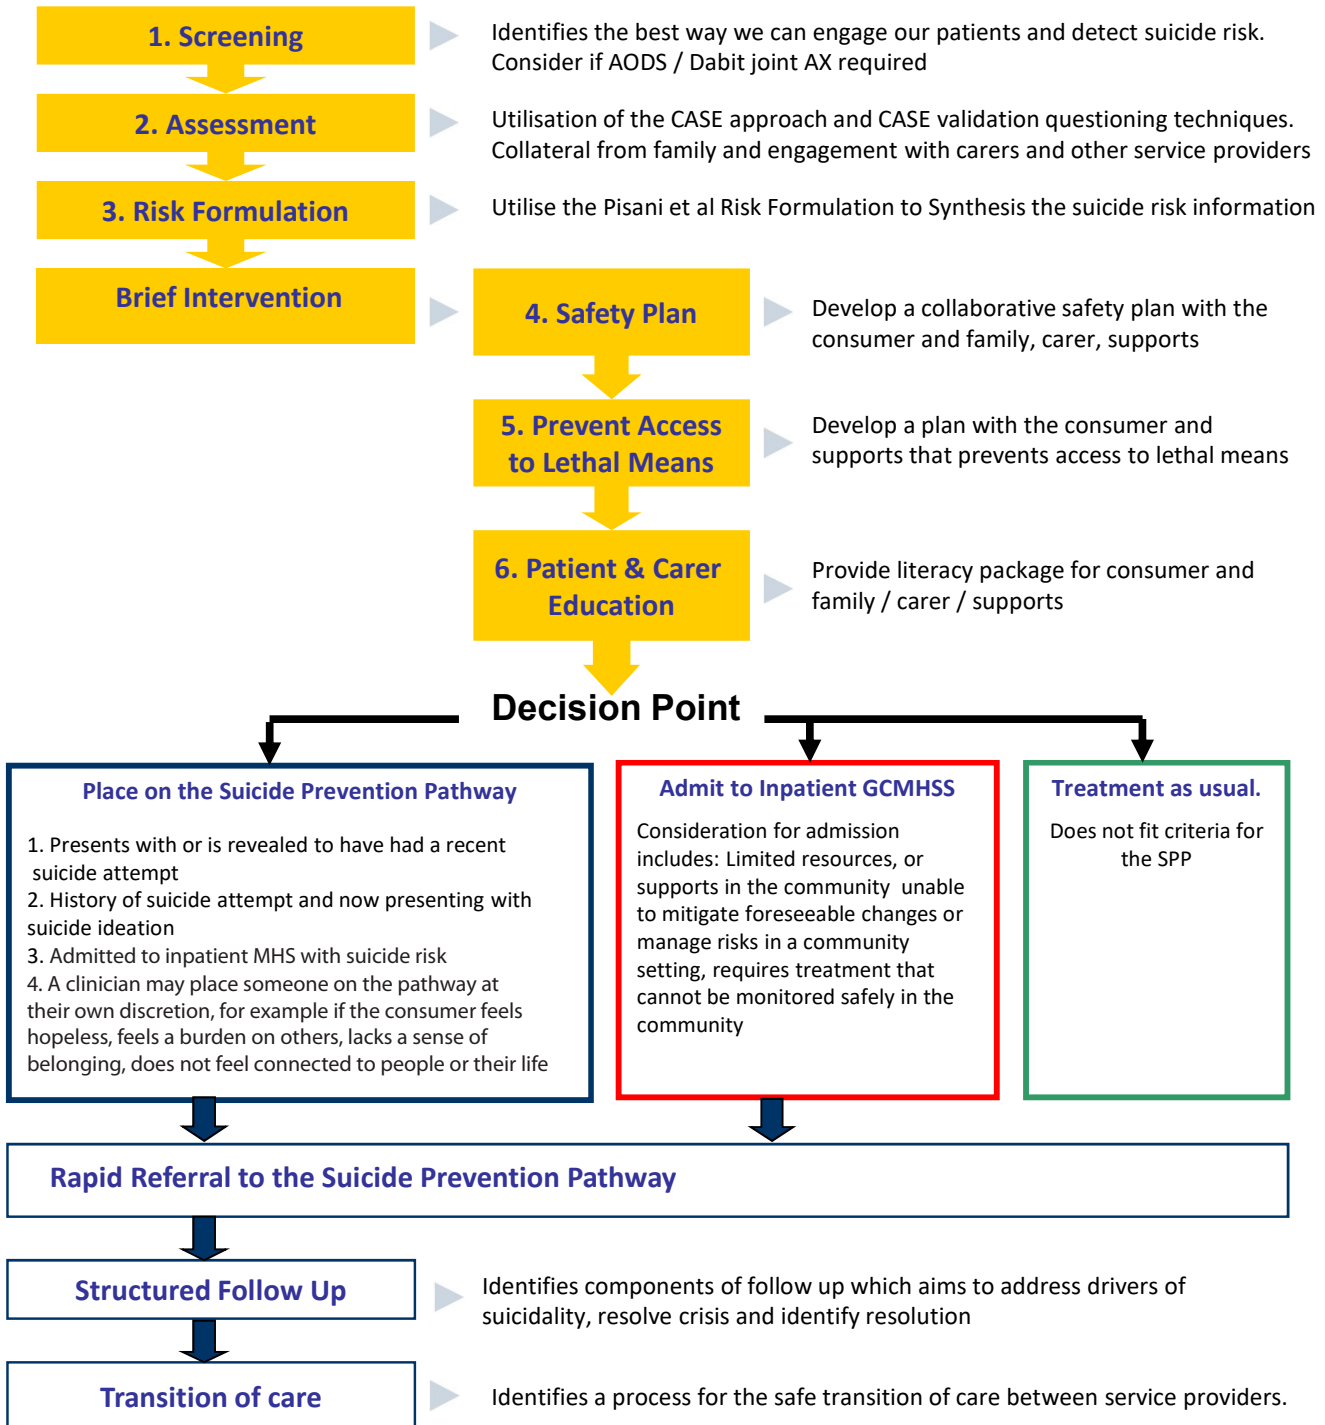 1. Screening
Identifies the best way we can engage our patients and detect suicide risk.
Consider if AODS / Dabit joint AX required
2. Assessment
Utilisation of the CASE approach and CASE validation questioning techniques.
Collateral from family and engagement with carers and other service providers
3. Risk Formulation
Utilise the Pisani et al Risk Formulation to Synthesis the suicide risk information
Brief Intervention
4. Safety Plan
Develop a collaborative safety plan with the
consumer and family, carer, supports
5. Prevent Access
to Lethal Means
Develop a plan with the consumer and
supports that prevents access to lethal means
6. Patient & Carer
Education
Provide literacy package for consumer and
family / carer / supports
Decision Point
Place on the Suicide Prevention Pathway
1. Presents with or is revealed to have had a recent
suicide attempt
2. History of suicide attempt and now presenting with
suicide ideation
3. Admitted to inpatient MHS with suicide risk
4. A clinician may place someone on the pathway at
their own discretion, for example if the consumer feels
hopeless, feels a burden on others, lacks a sense of
belonging, does not feel connected to people or their life
Admit to Inpatient GCMHSS
Consideration for admission
includes: Limited resources, or
supports in the community unable
to mitigate foreseeable changes or
manage risks in a community
setting, requires treatment that
cannot be monitored safely in the
community
Treatment as usual.
Does not fit criteria for
the SPP
Rapid Referral to the Suicide Prevention Pathway
Structured Follow Up
Identifies components of follow up which aims to address drivers of
suicidality, resolve crisis and identify resolution
Transition of care
Identifies a process for the safe transition of care between service providers.